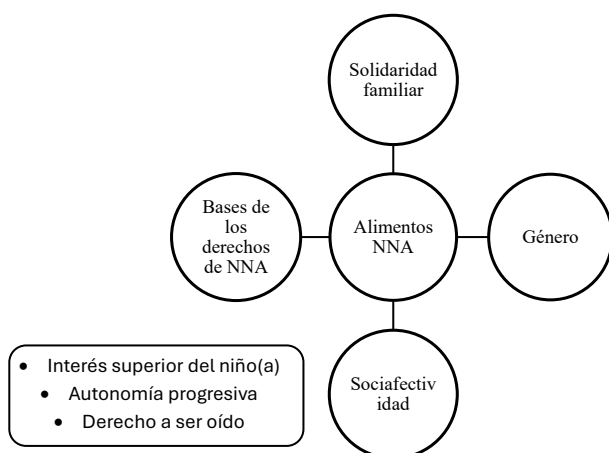 Solidaridad
familiar
Bases de
los
derechos
de NNA
Alimentos
NNA
Género
Sociafectiv
idad
• Interés superior del niño(a)
• Autonomía progresiva
• Derecho a ser oído